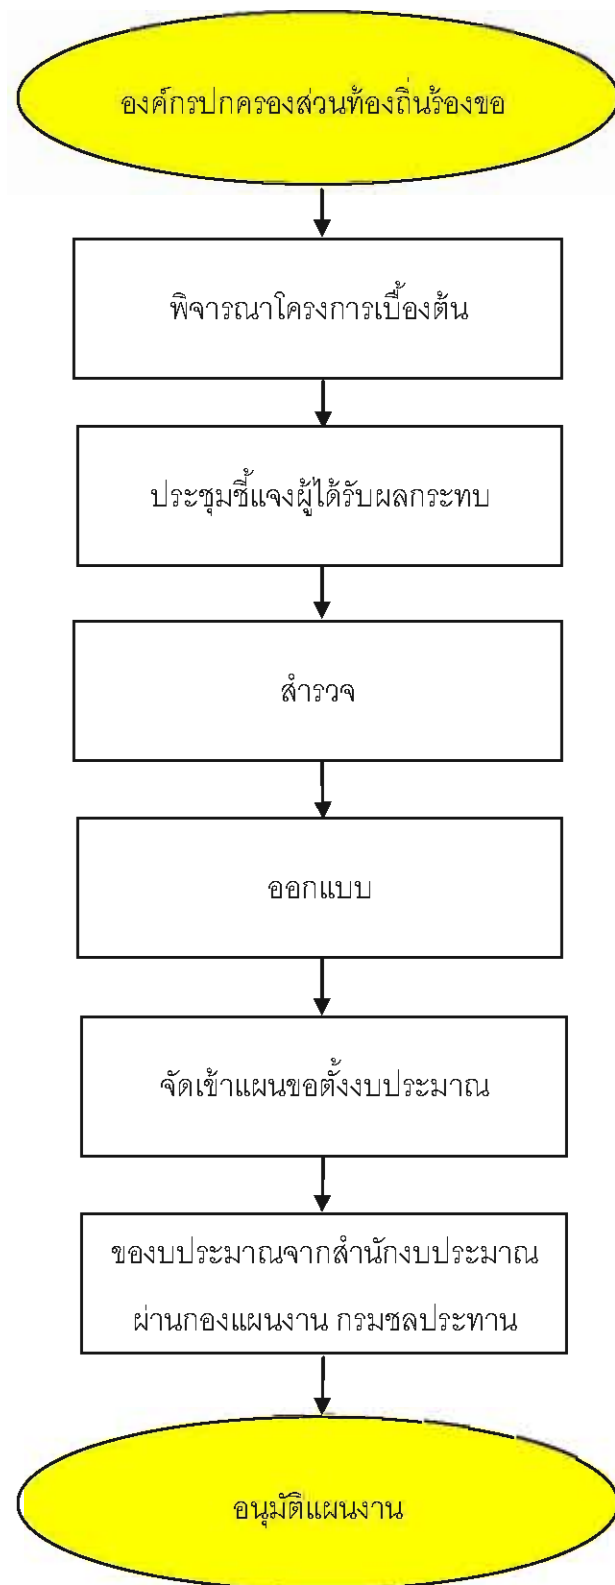 องค์กรปกครองส่วนท้องถิ่นร้องขอ
พิจารณาโครงการเบื้องต้น
ประชุมชี้แจงผู้ได้รับผลกระทบ
สำรวจ
ออกแบบ
จัดเข้าแผนขอตั้งงบประมาณ
ของบประมาณจากสำนักงบประมาณ
ผ่านกองแผนงาน กรมชลประทาน
อนุมัติแผนงาน